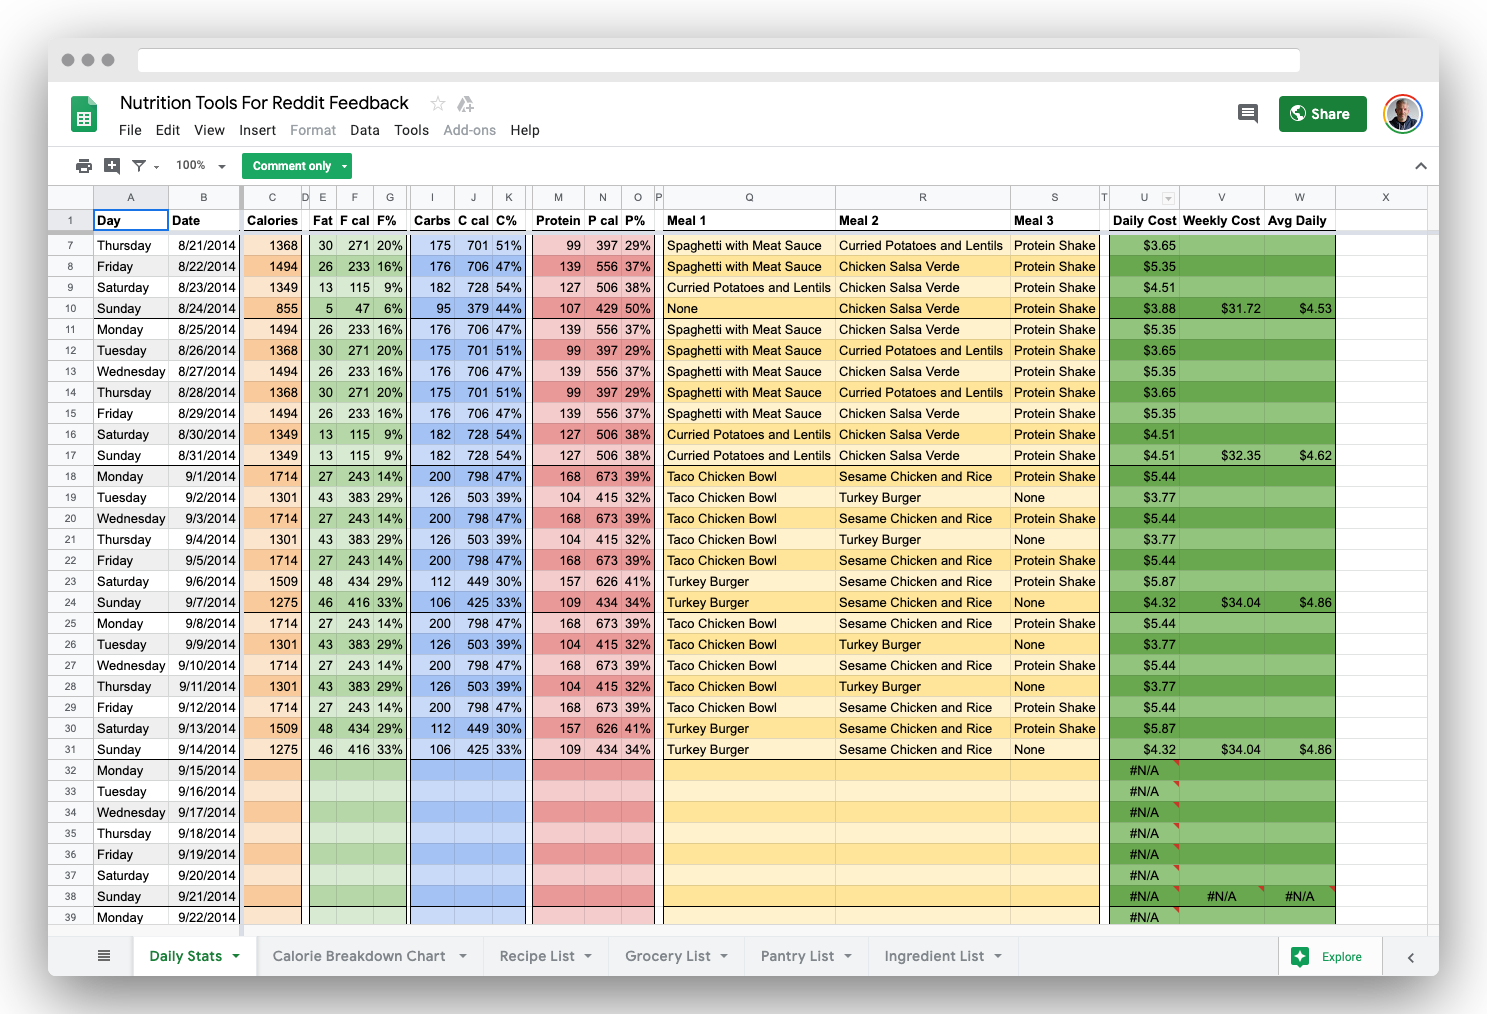 Nutrition Tools For Reddit Feedback
File Edit View Insert Format Data Tools Add-ons Help
Share
100% Comment only
A B C D E F G I J K M N O P Q R S T U V W X
1 Day Date Calories Fat F cal F% Carbs C cal C% Protein P cal P% Meal 1 Meal 2 Meal 3 Daily Cost Weekly Cost Avg Daily
7 Thursday 8/21/2014 1368 30 271 20% 175 701 51% 99 397 29% Spaghetti with Meat Sauce Curried Potatoes and Lentils Protein Shake $3.65
8 Friday 8/22/2014 1494 26 233 16% 176 706 47% 139 556 37% Spaghetti with Meat Sauce Chicken Salsa Verde Protein Shake $5.35
9 Saturday 8/23/2014 1349 13 115 9% 182 728 54% 127 506 38% Curried Potatoes and Lentils Chicken Salsa Verde Protein Shake $4.51
10 Sunday 8/24/2014 855 5 47 6% 95 379 44% 107 429 50% None Chicken Salsa Verde Protein Shake $3.88 $31.72 $4.53
11 Monday 8/25/2014 1494 26 233 16% 176 706 47% 139 556 37% Spaghetti with Meat Sauce Chicken Salsa Verde Protein Shake $5.35
12 Tuesday 8/26/2014 1368 30 271 20% 175 701 51% 99 397 29% Spaghetti with Meat Sauce Curried Potatoes and Lentils Protein Shake $3.65
13 Wednesday 8/27/2014 1494 26 233 16% 176 706 47% 139 556 37% Spaghetti with Meat Sauce Chicken Salsa Verde Protein Shake $5.35
14 Thursday 8/28/2014 1368 30 271 20% 175 701 51% 99 397 29% Spaghetti with Meat Sauce Curried Potatoes and Lentils Protein Shake $3.65
15 Friday 8/29/2014 1494 26 233 16% 176 706 47% 139 556 37% Spaghetti with Meat Sauce Chicken Salsa Verde Protein Shake $5.35
16 Saturday 8/30/2014 1349 13 115 9% 182 728 54% 127 506 38% Curried Potatoes and Lentils Chicken Salsa Verde Protein Shake $4.51
17 Sunday 8/31/2014 1349 13 115 9% 182 728 54% 127 506 38% Curried Potatoes and Lentils Chicken Salsa Verde Protein Shake $4.51 $32.35 $4.62
18 Monday 9/1/2014 1714 27 243 14% 200 798 47% 168 673 39% Taco Chicken Bowl Sesame Chicken and Rice Protein Shake $5.44
19 Tuesday 9/2/2014 1301 43 383 29% 126 503 39% 104 415 32% Taco Chicken Bowl Turkey Burger None $3.77
20 Wednesday 9/3/2014 1714 27 243 14% 200 798 47% 168 673 39% Taco Chicken Bowl Sesame Chicken and Rice Protein Shake $5.44
21 Thursday 9/4/2014 1301 43 383 29% 126 503 39% 104 415 32% Taco Chicken Bowl Turkey Burger None $3.77
22 Friday 9/5/2014 1714 27 243 14% 200 798 47% 168 673 39% Taco Chicken Bowl Sesame Chicken and Rice Protein Shake $5.44
23 Saturday 9/6/2014 1509 48 434 29% 112 449 30% 157 626 41% Turkey Burger Sesame Chicken and Rice Protein Shake $5.87
24 Sunday 9/7/2014 1275 46 416 33% 106 425 33% 109 434 34% Turkey Burger Sesame Chicken and Rice None $4.32 $34.04 $4.86
25 Monday 9/8/2014 1714 27 243 14% 200 798 47% 168 673 39% Taco Chicken Bowl Sesame Chicken and Rice Protein Shake $5.44
26 Tuesday 9/9/2014 1301 43 383 29% 126 503 39% 104 415 32% Taco Chicken Bowl Turkey Burger None $3.77
27 Wednesday 9/10/2014 1714 27 243 14% 200 798 47% 168 673 39% Taco Chicken Bowl Sesame Chicken and Rice Protein Shake $5.44
28 Thursday 9/11/2014 1301 43 383 29% 126 503 39% 104 415 32% Taco Chicken Bowl Turkey Burger None $3.77
29 Friday 9/12/2014 1714 27 243 14% 200 798 47% 168 673 39% Taco Chicken Bowl Sesame Chicken and Rice Protein Shake $5.44
30 Saturday 9/13/2014 1509 48 434 29% 112 449 30% 157 626 41% Turkey Burger Sesame Chicken and Rice Protein Shake $5.87
31 Sunday 9/14/2014 1275 46 416 33% 106 425 33% 109 434 34% Turkey Burger Sesame Chicken and Rice None $4.32 $34.04 $4.86
32 Monday 9/15/2014 #N/A
33 Tuesday 9/16/2014 #N/A
34 Wednesday 9/17/2014 #N/A
35 Thursday 9/18/2014 #N/A
36 Friday 9/19/2014 #N/A
37 Saturday 9/20/2014 #N/A
38 Sunday 9/21/2014 #N/A #N/A #N/A
39 Monday 9/22/2014 #N/A
Daily Stats Calorie Breakdown Chart Recipe List Grocery List Pantry List Ingredient List Explore